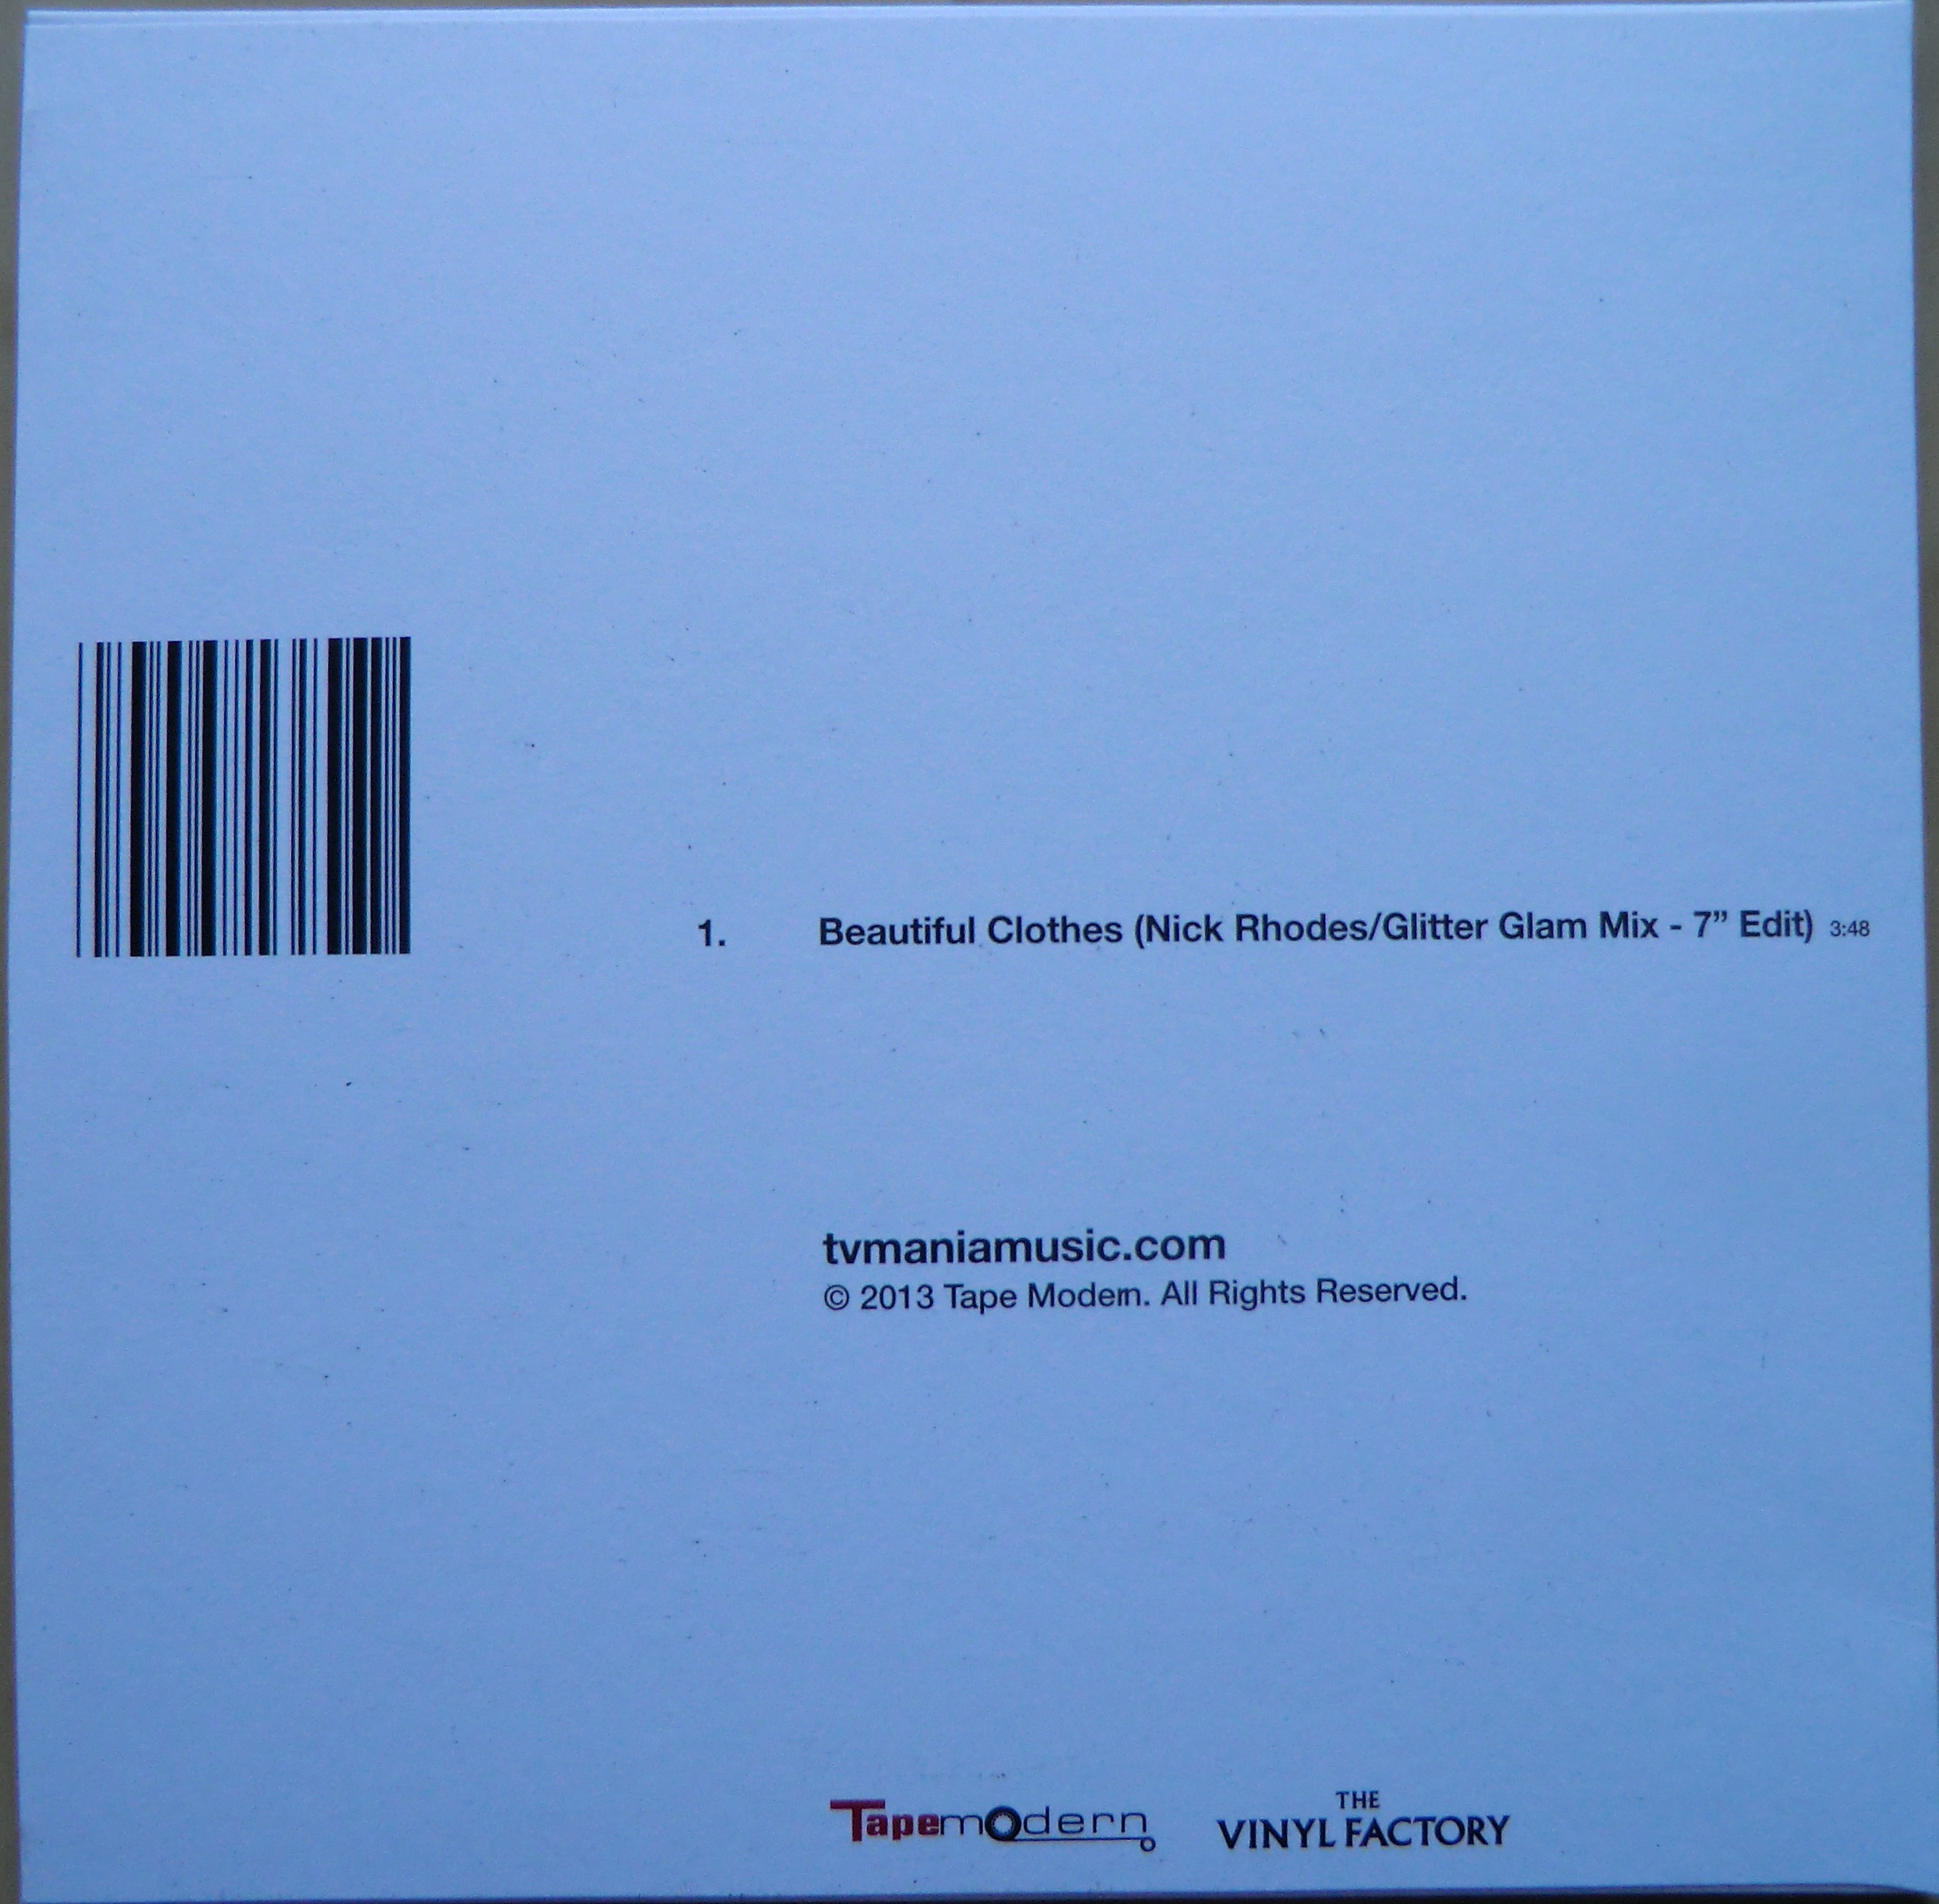 1. Beautiful Clothes (Nick Rhodes/Glitter Glam Mix - 7” Edit) 3:48
tvmaniamusic.com
© 2013 Tape Modern. All Rights Reserved.
Tapemodern
THE
VINYL FACTORY